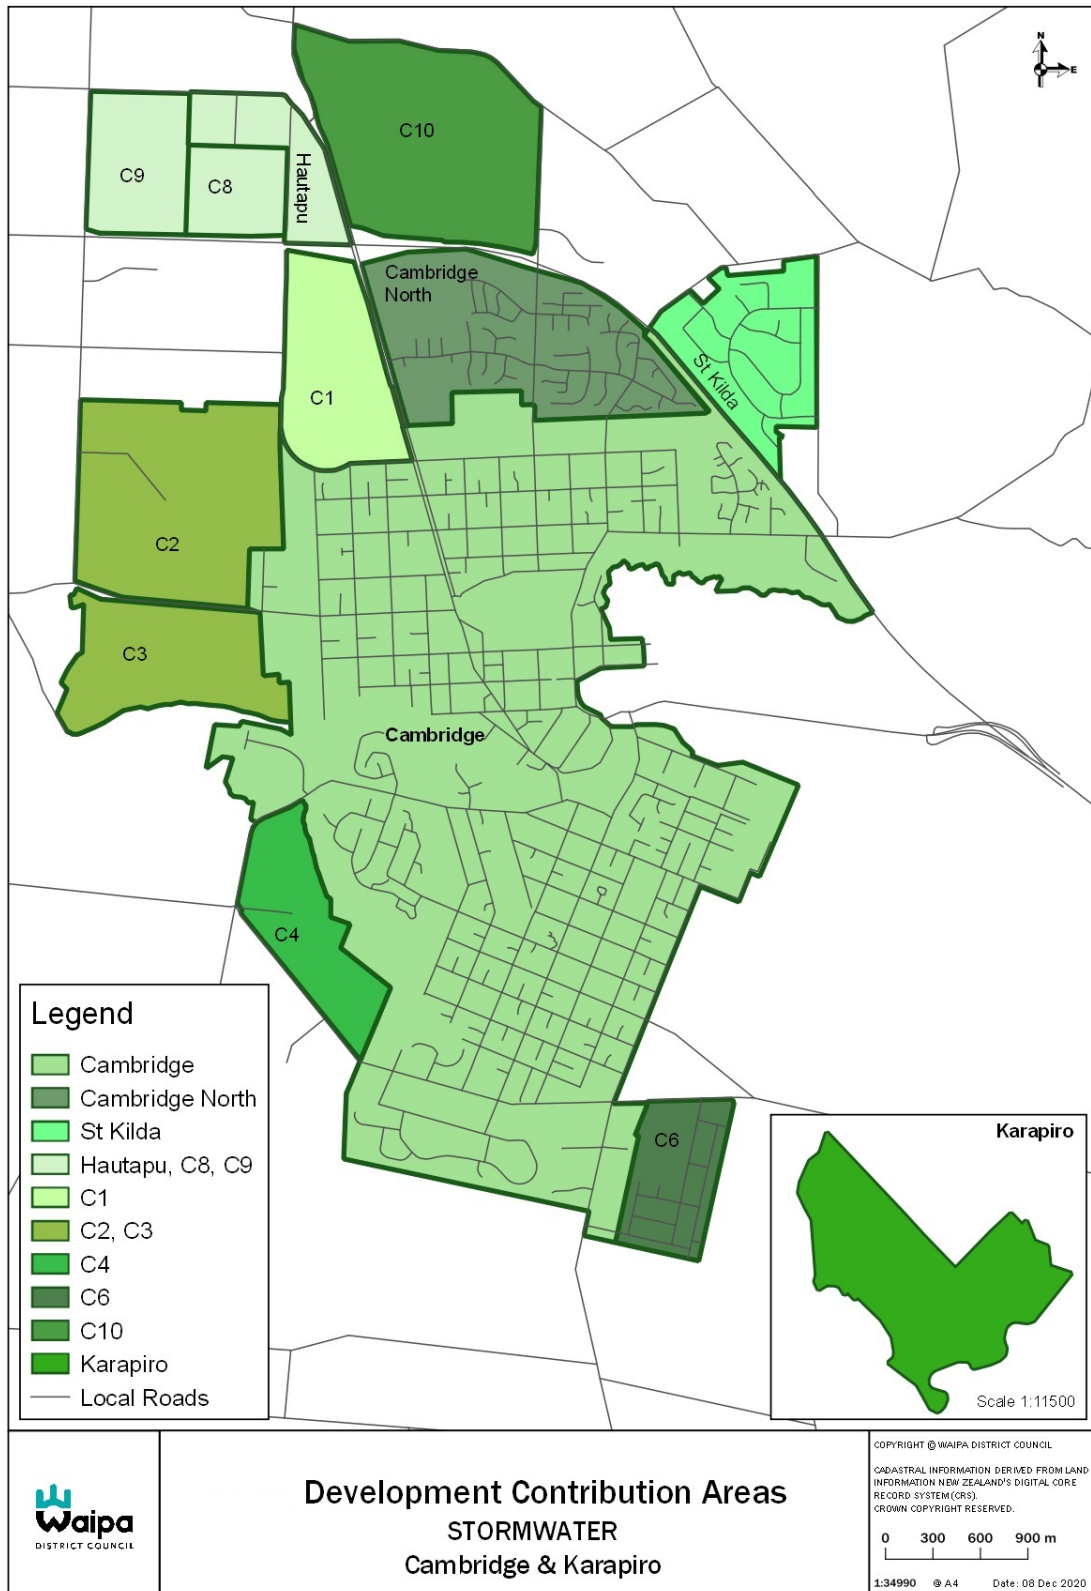 N
E
C10
C9
C8
Hautapu
Cambridge
North
C1
St Kilda
C2
C3
Cambridge
C4
C6
Legend
Cambridge
Cambridge North
St Kilda
Hautapu, C8, C9
C1
C2, C3
C4
C6
C10
Karapiro
Local Roads
Karapiro
Scale 1:11500
Waipa
DISTRICT COUNCIL
Development Contribution Areas
STORMWATER
Cambridge & Karapiro
COPYRIGHT © WAIPA DISTRICT COUNCIL
CADASTRAL INFORMATION DERIVED FROM LAND
INFORMATION NEW ZEALAND'S DIGITAL CORE
RECORD SYSTEM (CRS).
CROWN COPYRIGHT RESERVED.
0 300 600 900 m
1:34990 @ A4 Date: 08 Dec 2020